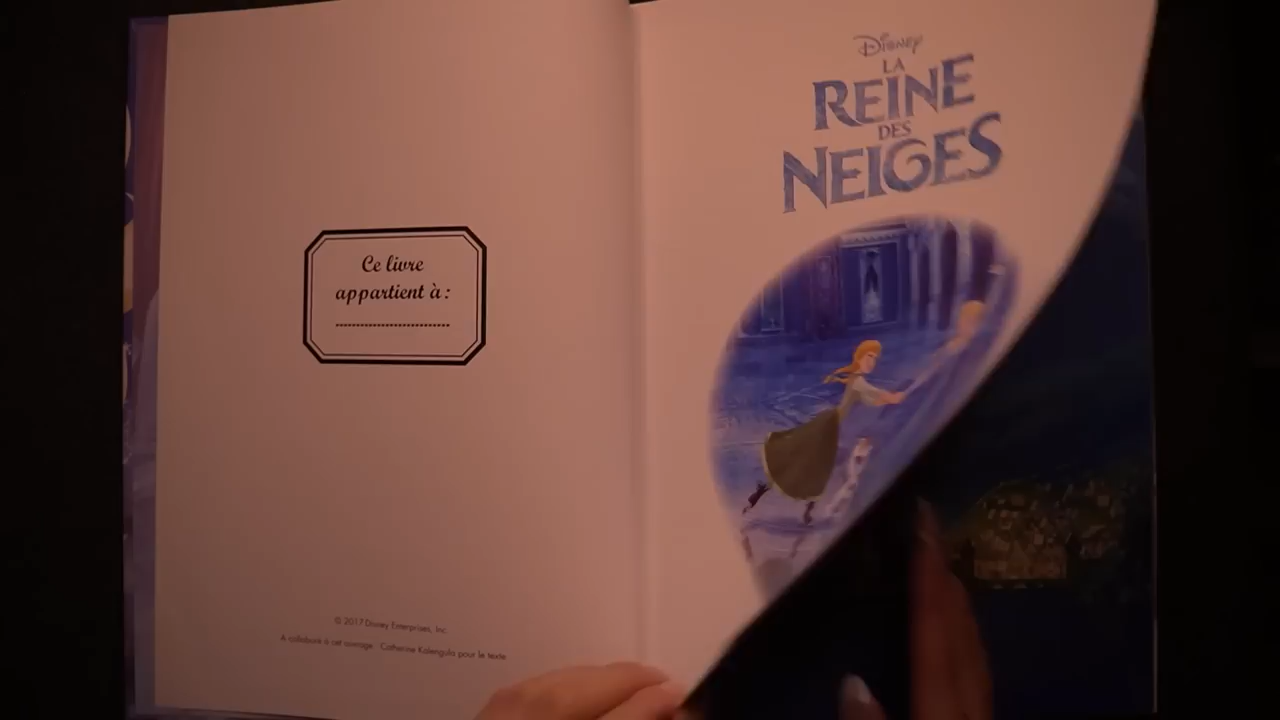 Ce livre
appartient à :
© 2017 Disney Enterprises, Inc.
A collaboré à cet ouvrage : Catherine Kalengula pour le texte
Disney
LA
REINE
DES
NEIGES